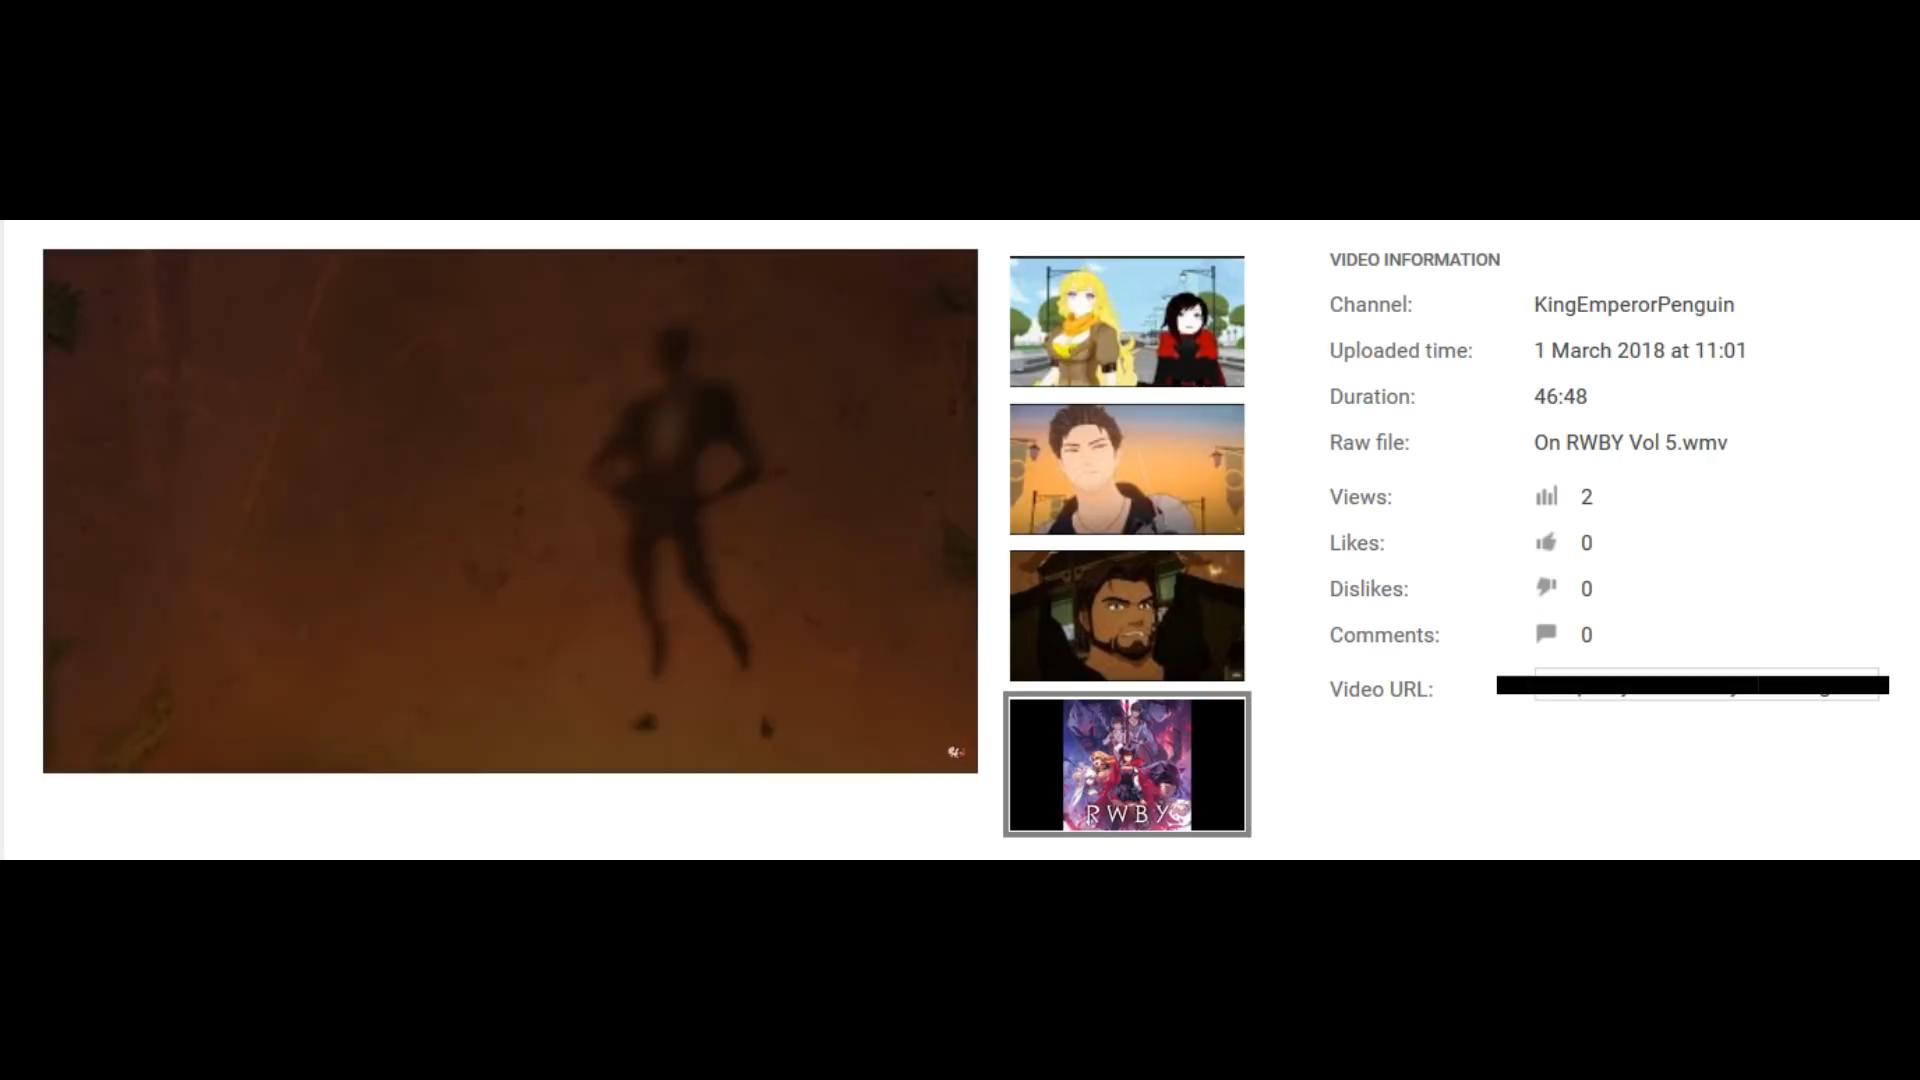 VIDEO INFORMATION
Channel: KingEmperorPenguin
Uploaded time: 1 March 2018 at 11:01
Duration: 46:48
Raw file: On RWBY Vol 5.wmv
Views: 2
Likes: 0
Dislikes: 0
Comments: 0
Video URL:
RWBY